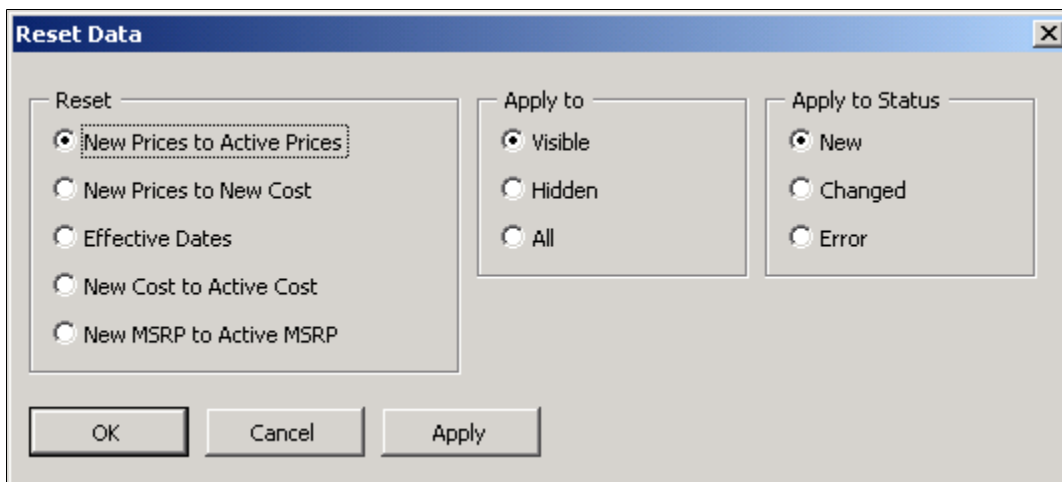 Reset Data
Reset
New Prices to Active Prices
New Prices to New Cost
Effective Dates
New Cost to Active Cost
New MSRP to Active MSRP
Apply to
Visible
Hidden
All
Apply to Status
New
Changed
Error
OK
Cancel
Apply